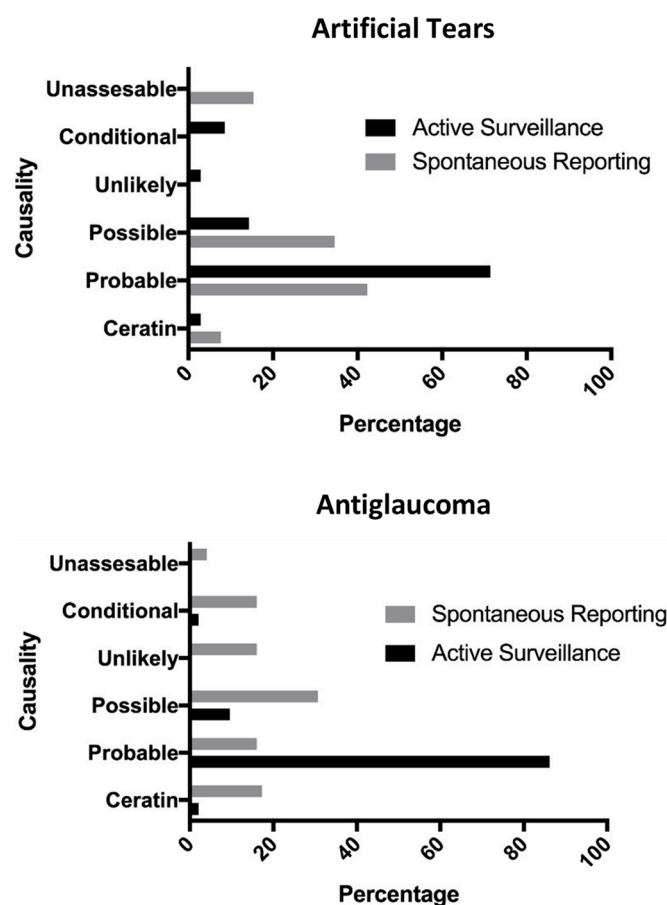 Artificial Tears
Unassesable
Conditional
Unlikely
Possible
Probable
Ceratin
Causality
Active Surveillance
Spontaneous Reporting
0
20
40
60
80
100
Percentage
Antiglaucoma
Unassesable
Conditional
Unlikely
Possible
Probable
Ceratin
Causality
Spontaneous Reporting
Active Surveillance
0
20
40
60
80
100
Percentage